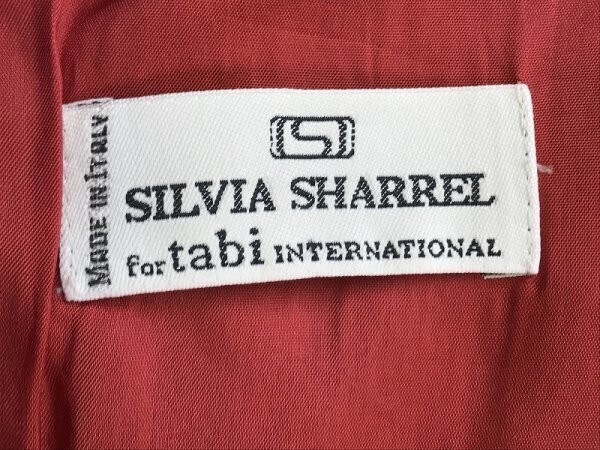 MADE IN ITALY
S
SILVIA SHARREL
for tabi INTERNATIONAL